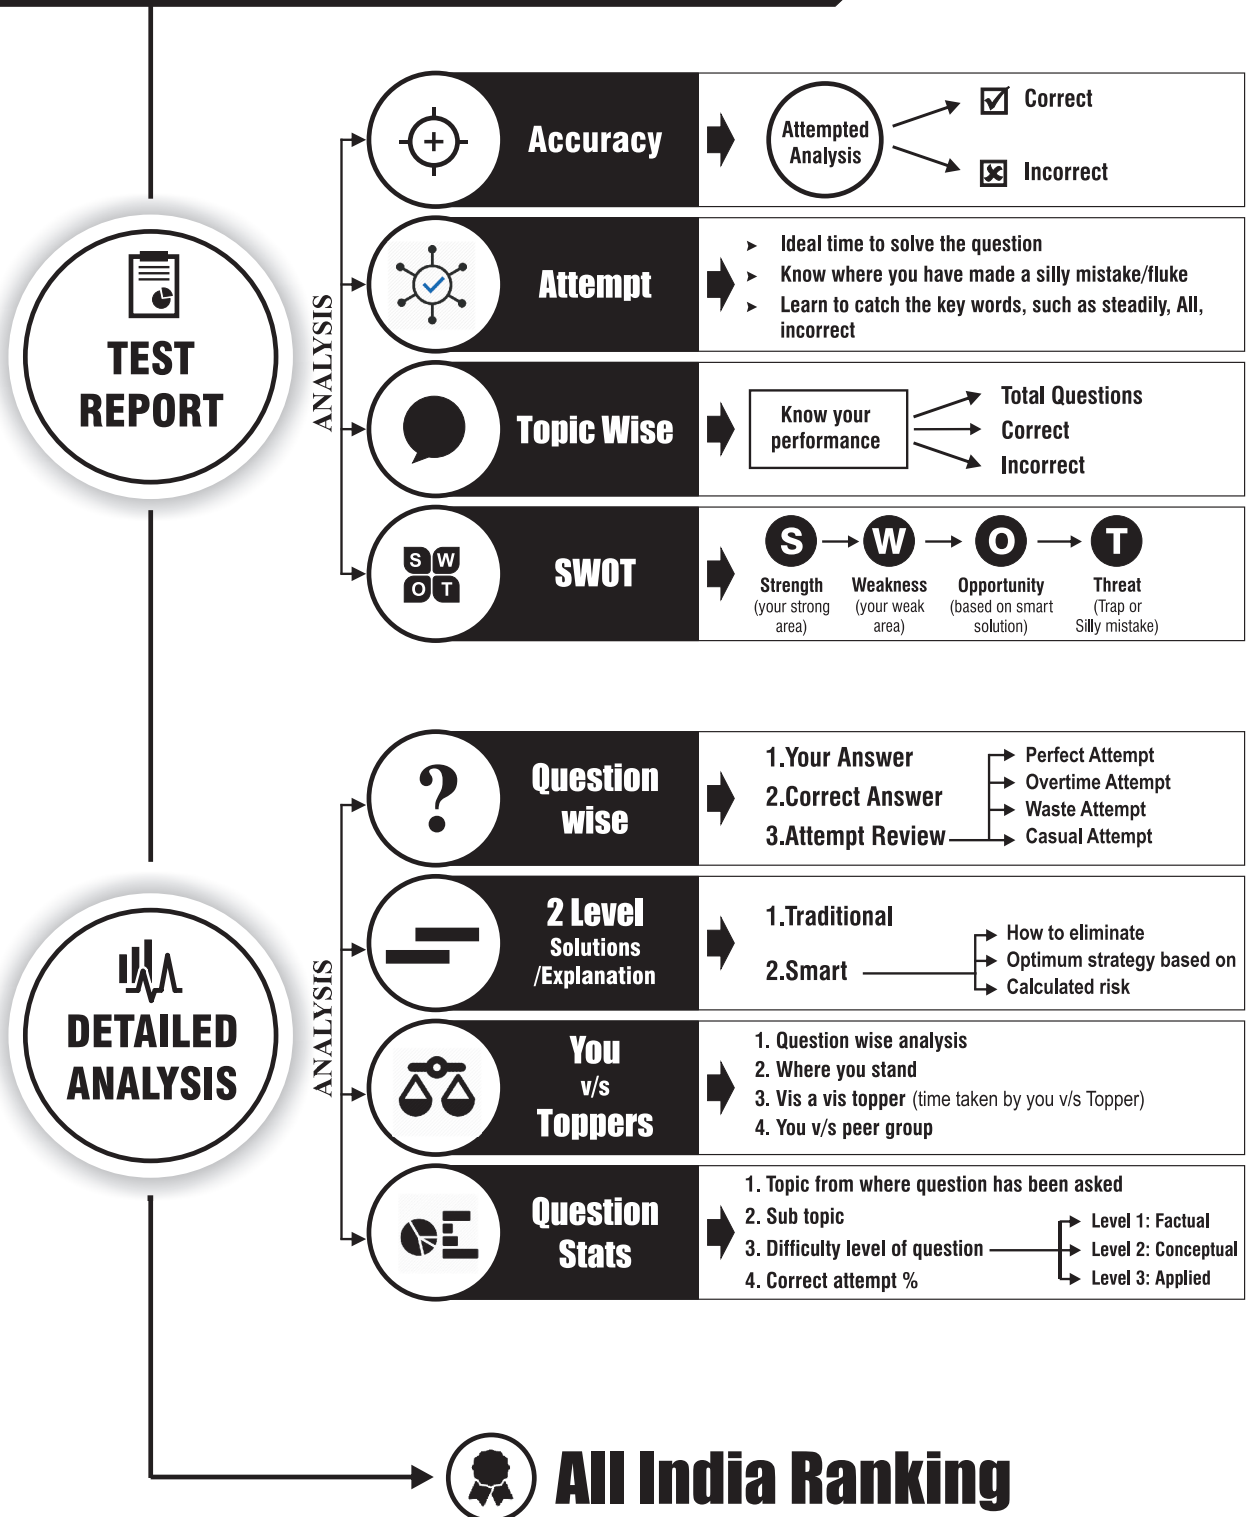 TEST
REPORT
ANALYSIS
Accuracy
Attempted
Analysis
Correct
Incorrect
Attempt
➤ Ideal time to solve the question
➤ Know where you have made a silly mistake/fluke
➤ Learn to catch the key words, such as steadily, All,
incorrect
Topic Wise
Know your
performance
Total Questions
Correct
Incorrect
S W
O T
SWOT
S W O T
Strength Weakness Opportunity Threat
(your strong (your weak (based on smart (Trap or
area) area) solution) Silly mistake)
DETAILED
ANALYSIS
ANALYSIS
?
Question
wise
1.Your Answer
2.Correct Answer
3.Attempt Review
Perfect Attempt
Overtime Attempt
Waste Attempt
Casual Attempt
2 Level
Solutions
/Explanation
1.Traditional
2.Smart
How to eliminate
Optimum strategy based on
Calculated risk
You
v/s
Toppers
1. Question wise analysis
2. Where you stand
3. Vis a vis topper (time taken by you v/s Topper)
4. You v/s peer group
Question
Stats
1. Topic from where question has been asked
2. Sub topic
3. Difficulty level of question
4. Correct attempt %
Level 1: Factual
Level 2: Conceptual
Level 3: Applied
All India Ranking